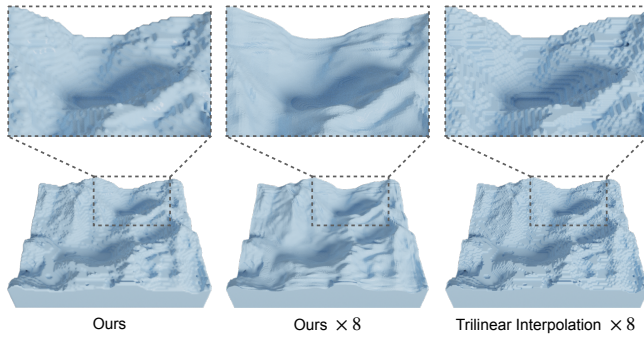 Ours
Ours × 8
Trilinear Interpolation × 8